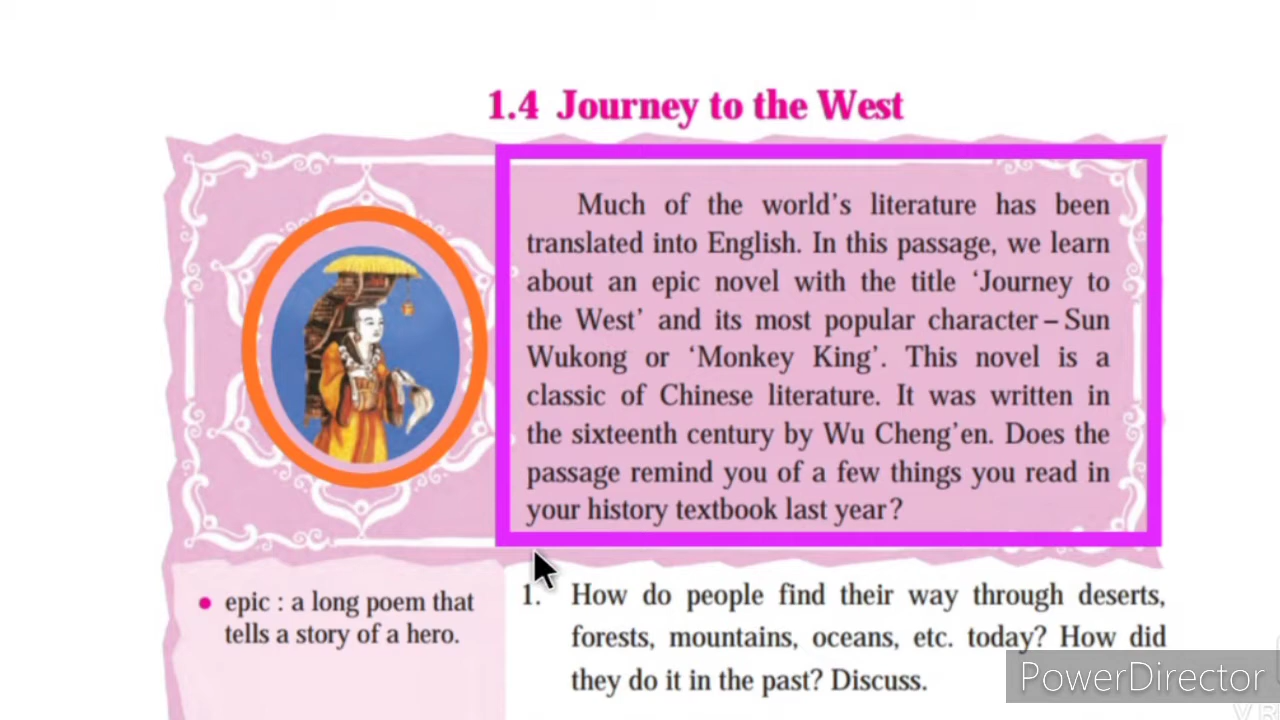 1.4 Journey to the West
Much of the world's literature has been
translated into English. In this passage, we learn
about an epic novel with the title ‘Journey to
the West’ and its most popular character – Sun
Wukong or ‘Monkey King’. This novel is a
classic of Chinese literature. It was written in
the sixteenth century by Wu Cheng’en. Does the
passage remind you of a few things you read in
your history textbook last year?
• epic : a long poem that
tells a story of a hero.
1. How do people find their way through deserts,
forests, mountains, oceans, etc. today? How did
they do it in the past? Discuss.
PowerDirector